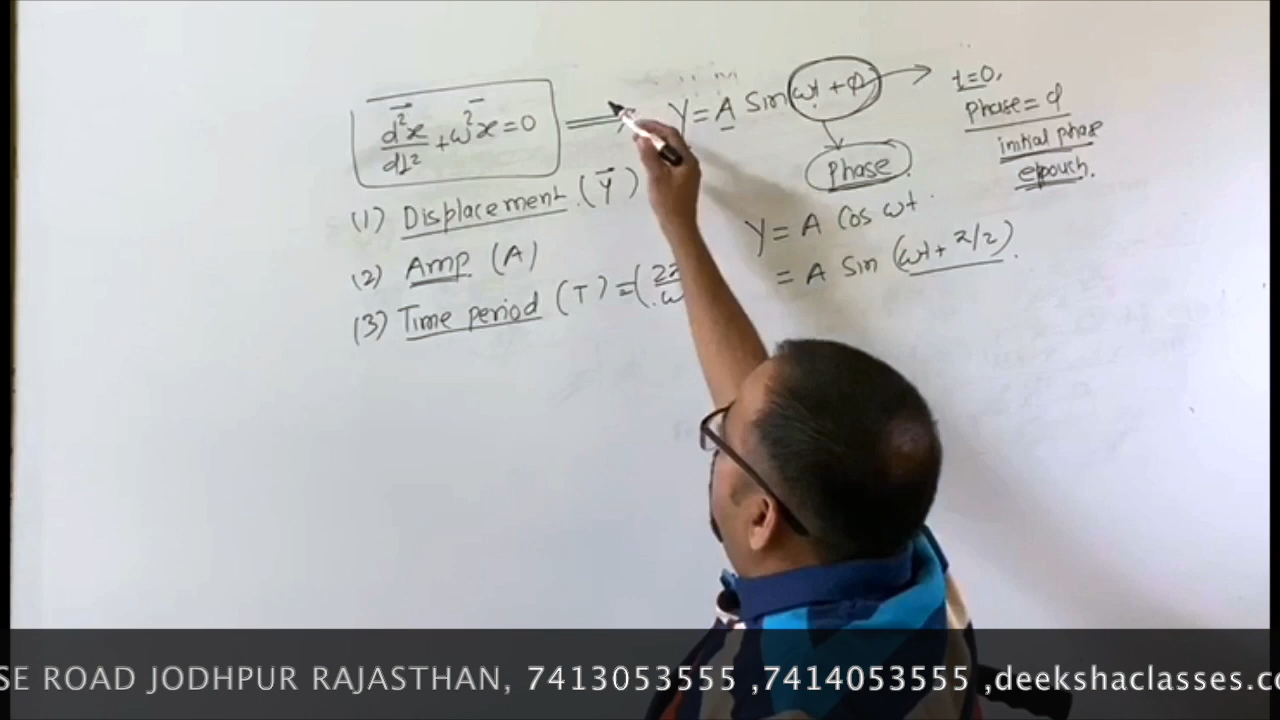 d²x/dt² + ω²x = 0
Y = A Sin ωt + φ
t=0,
phase = φ
initial phase
epouch.
phase
(1) Displacement. (Y)
(2) Amp. (A)
(3) Time period (T) = (2π/ω
Y = A Cos ωt.
= A Sin (ωt + π/2).
SE ROAD JODHPUR RAJASTHAN, 7413053555 ,7414053555 ,deekshaclasses.co